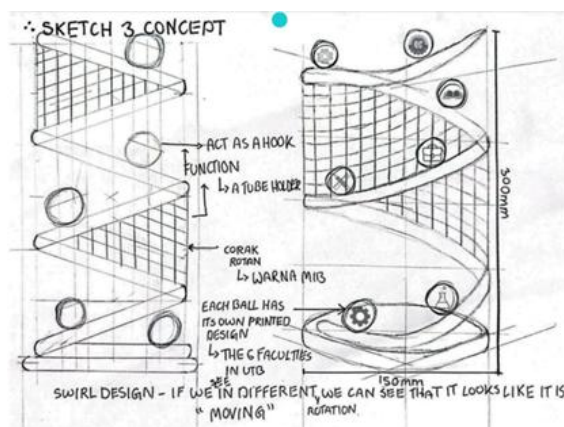 ∴ SKETCH 3 CONCEPT
ACT AS A HOOK
FUNCTION
↳ A TUBE HOLDER
CORAK
ROTAN
↳ WARNA MIB
EACH BALL HAS
ITS OWN PRINTED
DESIGN
↳ THE 6 FACULTIES
IN UTB
300mm
150mm
SWIRL DESIGN - IF WE SEE IN DIFFERENT ROTATION, WE CAN SEE THAT IT LOOKS LIKE IT IS
"MOVING"